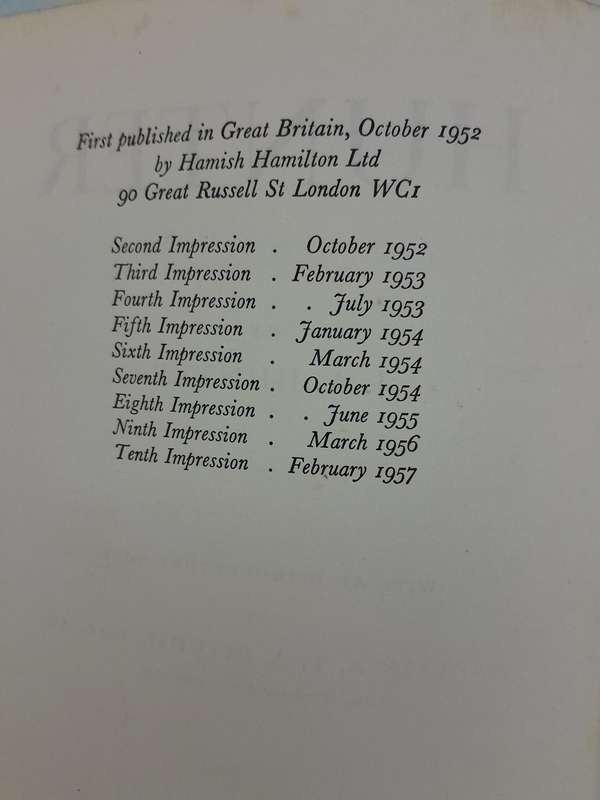 First published in Great Britain, October 1952
by Hamish Hamilton Ltd
90 Great Russell St London WC1
Second Impression . October 1952
Third Impression . February 1953
Fourth Impression . . July 1953
Fifth Impression . January 1954
Sixth Impression . March 1954
Seventh Impression . October 1954
Eighth Impression . . June 1955
Ninth Impression . March 1956
Tenth Impression . February 1957